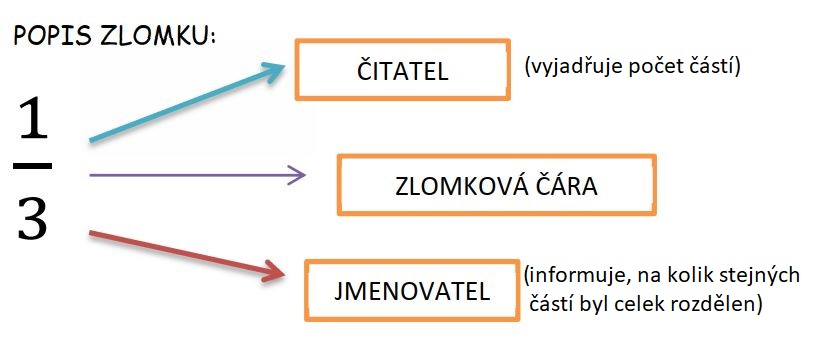 POPIS ZLOMKU:
1
3
ČITATEL
(vyjadřuje počet částí)
ZLOMKOVÁ ČÁRA
JMENOVATEL
(informuje, na kolik stejných
částí byl celek rozdělen)